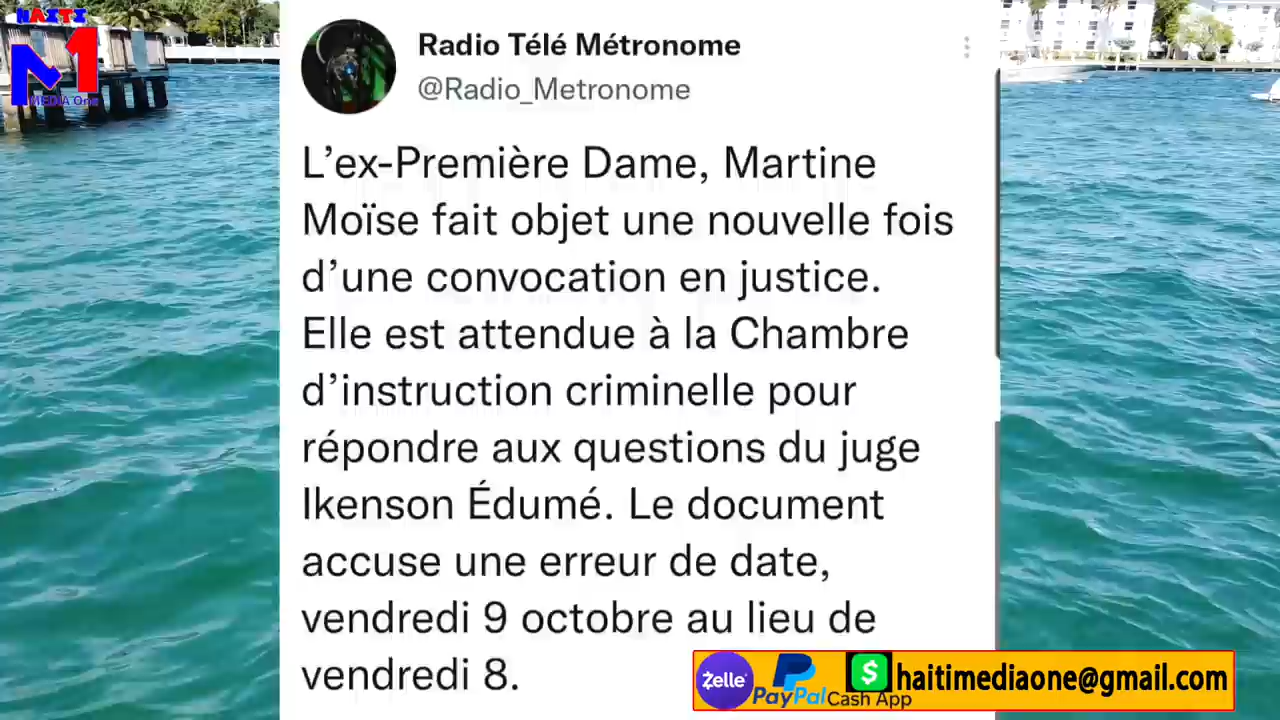 HAITI
M1
MEDIA One
Radio Télé Métronome
@Radio_Metronome
L’ex-Première Dame, Martine
Moïse fait objet une nouvelle fois
d’une convocation en justice.
Elle est attendue à la Chambre
d’instruction criminelle pour
répondre aux questions du juge
Ikenson Édumé. Le document
accuse une erreur de date,
vendredi 9 octobre au lieu de
vendredi 8.
Zelle
PayPal
$
Cash App
haitimediaone@gmail.com